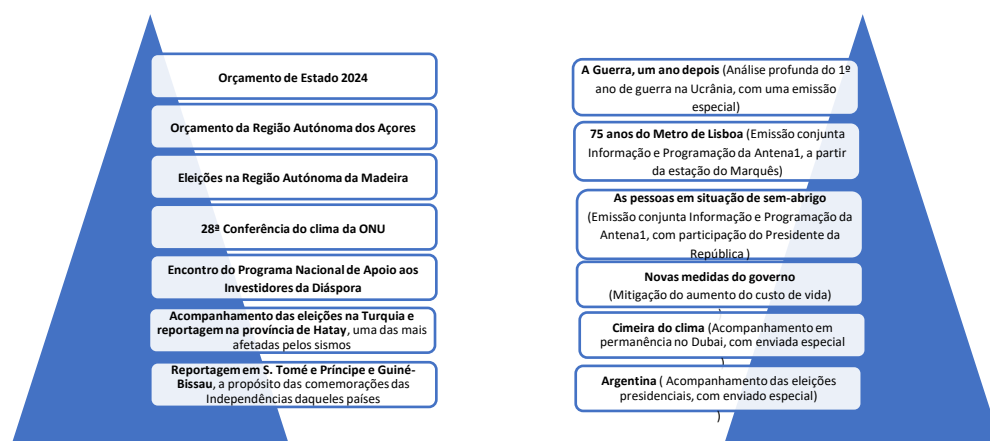 Orçamento de Estado 2024
Orçamento da Região Autónoma dos Açores
Eleições na Região Autónoma da Madeira
28ª Conferência do clima da ONU
Encontro do Programa Nacional de Apoio aos
Investidores da Diáspora
Acompanhamento das eleições na Turquia e
reportagem na província de Hatay, uma das mais
afetadas pelos sismos
Reportagem em S. Tomé e Príncipe e Guiné-
Bissau, a propósito das comemorações das
Independências daqueles países
A Guerra, um ano depois (Análise profunda do 1º
ano de guerra na Ucrânia, com uma emissão
especial)
75 anos do Metro de Lisboa (Emissão conjunta
Informação e Programação da Antena1, a partir
da estação do Marquês)
As pessoas em situação de sem-abrigo
(Emissão conjunta Informação e Programação da
Antena1, com participação do Presidente da
República )
Novas medidas do governo
(Mitigação do aumento do custo de vida)
)
Cimeira do clima (Acompanhamento em
permanência no Dubai, com enviada especial
Argentina ( Acompanhamento das eleições
presidenciais, com enviado especial)
)